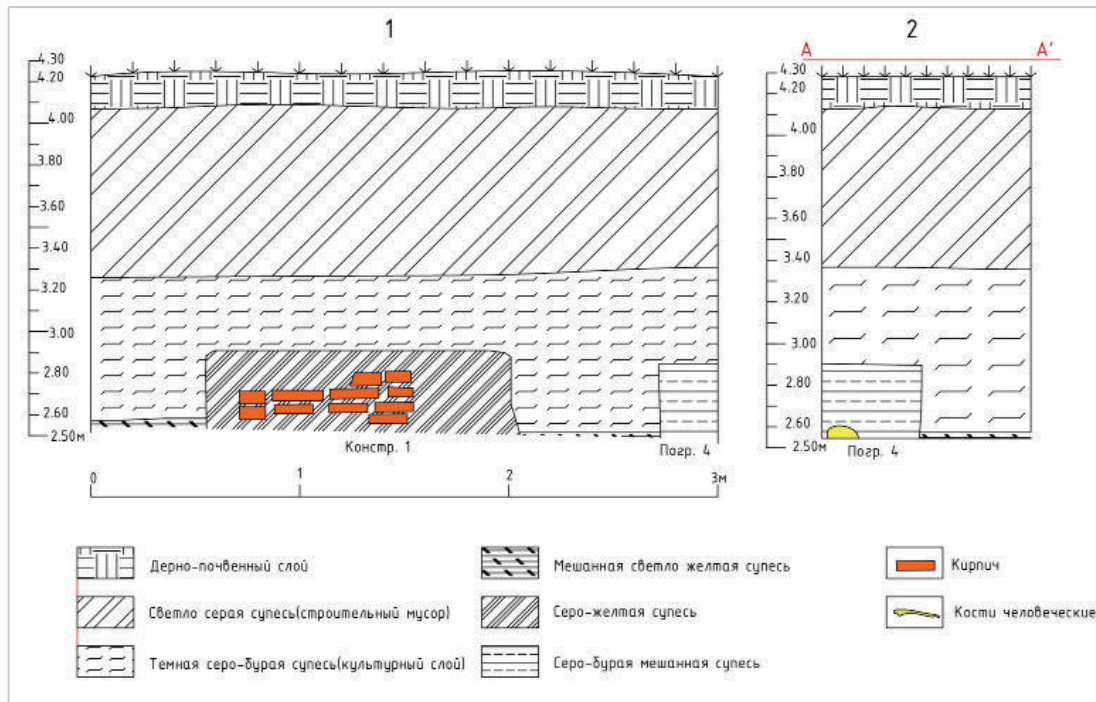 1
2
A
A'
4.30
4.20
4.00
3.80
3.60
3.40
3.20
3.00
2.80
2.60
2.50м
4.30
4.20
4.00
3.80
3.60
3.40
3.20
3.00
2.80
2.60
2.50м
Констр. 1
Погр. 4
Погр. 4
0
1
2
3м
Дерно-почвенный слой
Мешанная светло желтая супесь
Кирпич
Светло серая супесь(строительный мусор)
Серо-желтая супесь
Кости человеческие
Темная серо-бурая супесь(культурный слой)
Серо-бурая мешанная супесь